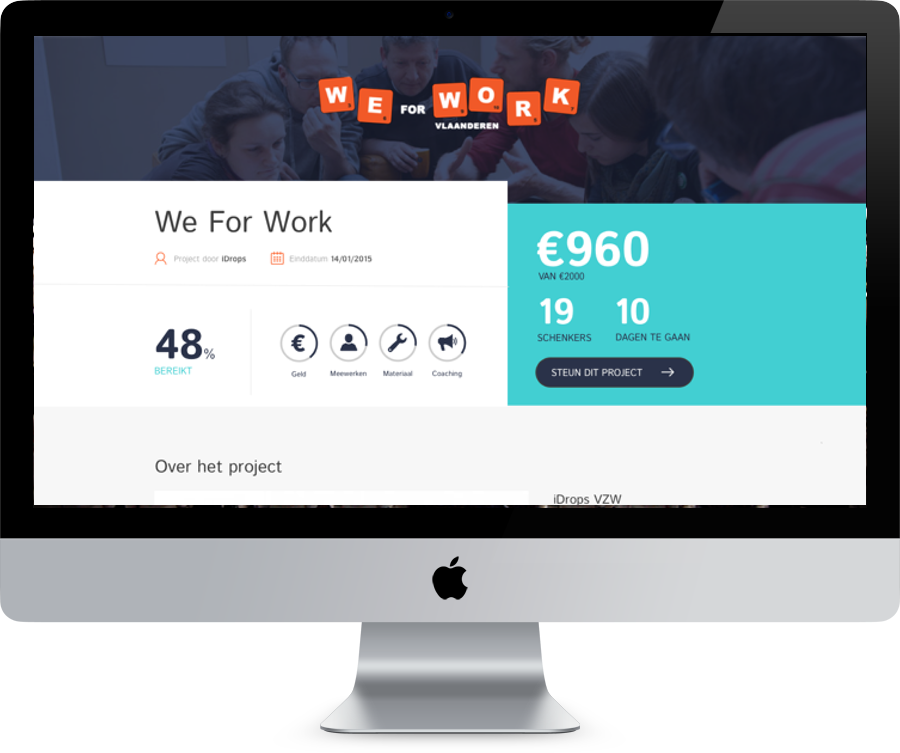 WE FOR WORK
VLAANDEREN
We For Work
Project door iDrops
Einddatum 14/01/2015
€960
VAN €2000
19
SCHENKERS
10
DAGEN TE GAAN
STEUN DIT PROJECT
48%
BEREIKT
€
Geld
Meewerken
Materiaal
Coaching
Over het project
iDrops VZW